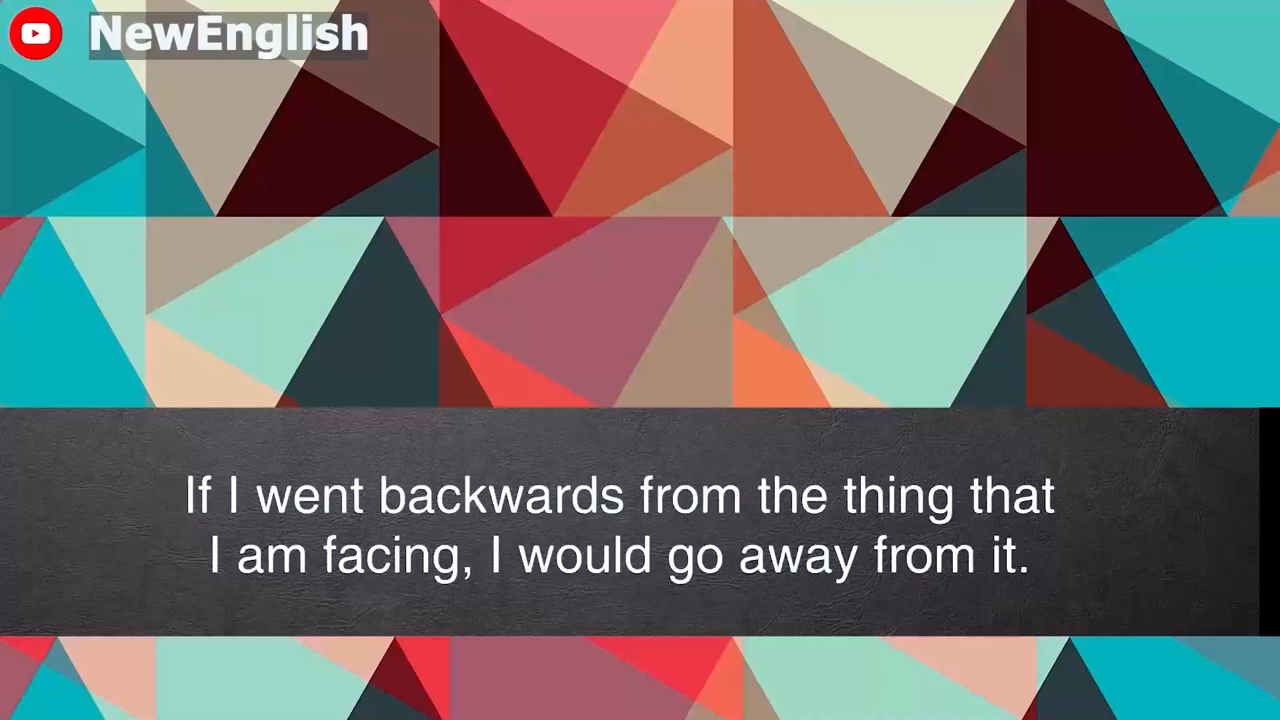 NewEnglish
If I went backwards from the thing that
I am facing, I would go away from it.